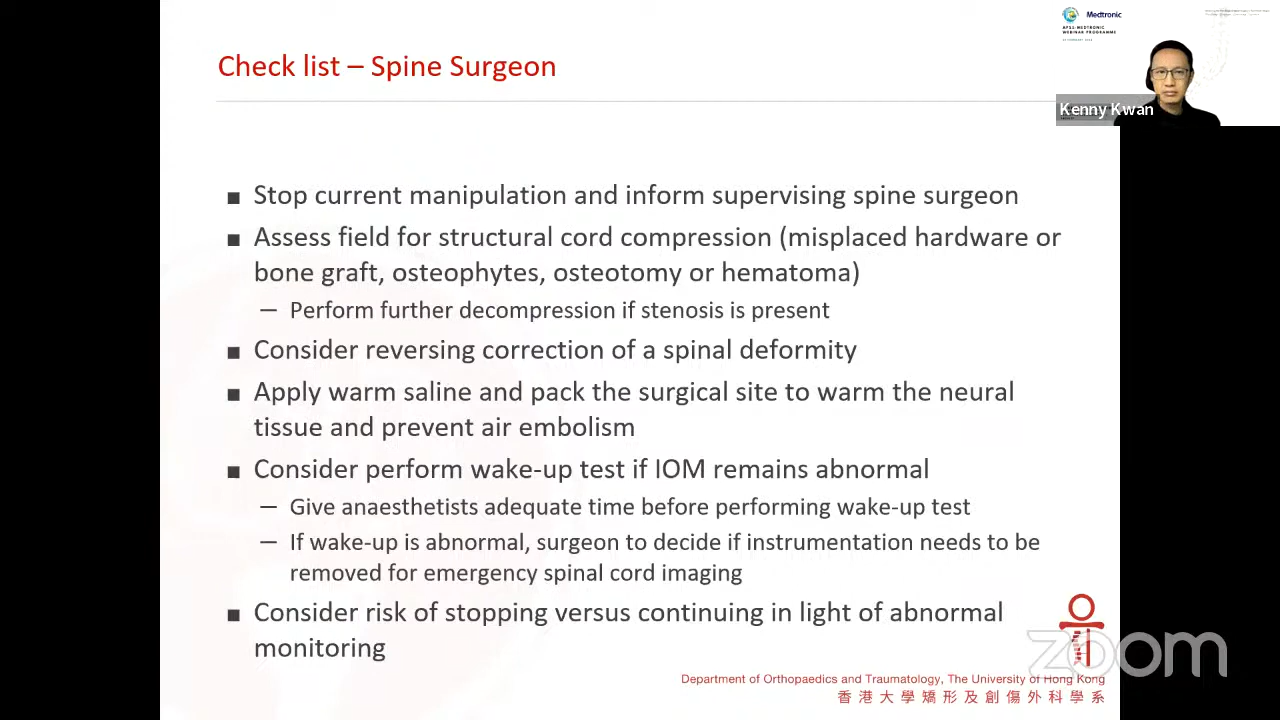 Medtronic
APSS-MEDTRONIC
WEBINAR PROGRAMME
Check list – Spine Surgeon
Kenny Kwan
■ Stop current manipulation and inform supervising spine surgeon
■ Assess field for structural cord compression (misplaced hardware or
bone graft, osteophytes, osteotomy or hematoma)
— Perform further decompression if stenosis is present
■ Consider reversing correction of a spinal deformity
■ Apply warm saline and pack the surgical site to warm the neural
tissue and prevent air embolism
■ Consider perform wake-up test if IOM remains abnormal
— Give anaesthetists adequate time before performing wake-up test
— If wake-up is abnormal, surgeon to decide if instrumentation needs to be
removed for emergency spinal cord imaging
■ Consider risk of stopping versus continuing in light of abnormal
monitoring
zoom
Department of Orthopaedics and Traumatology, The University of Hong Kong
香港大學矯形及創傷外科學系